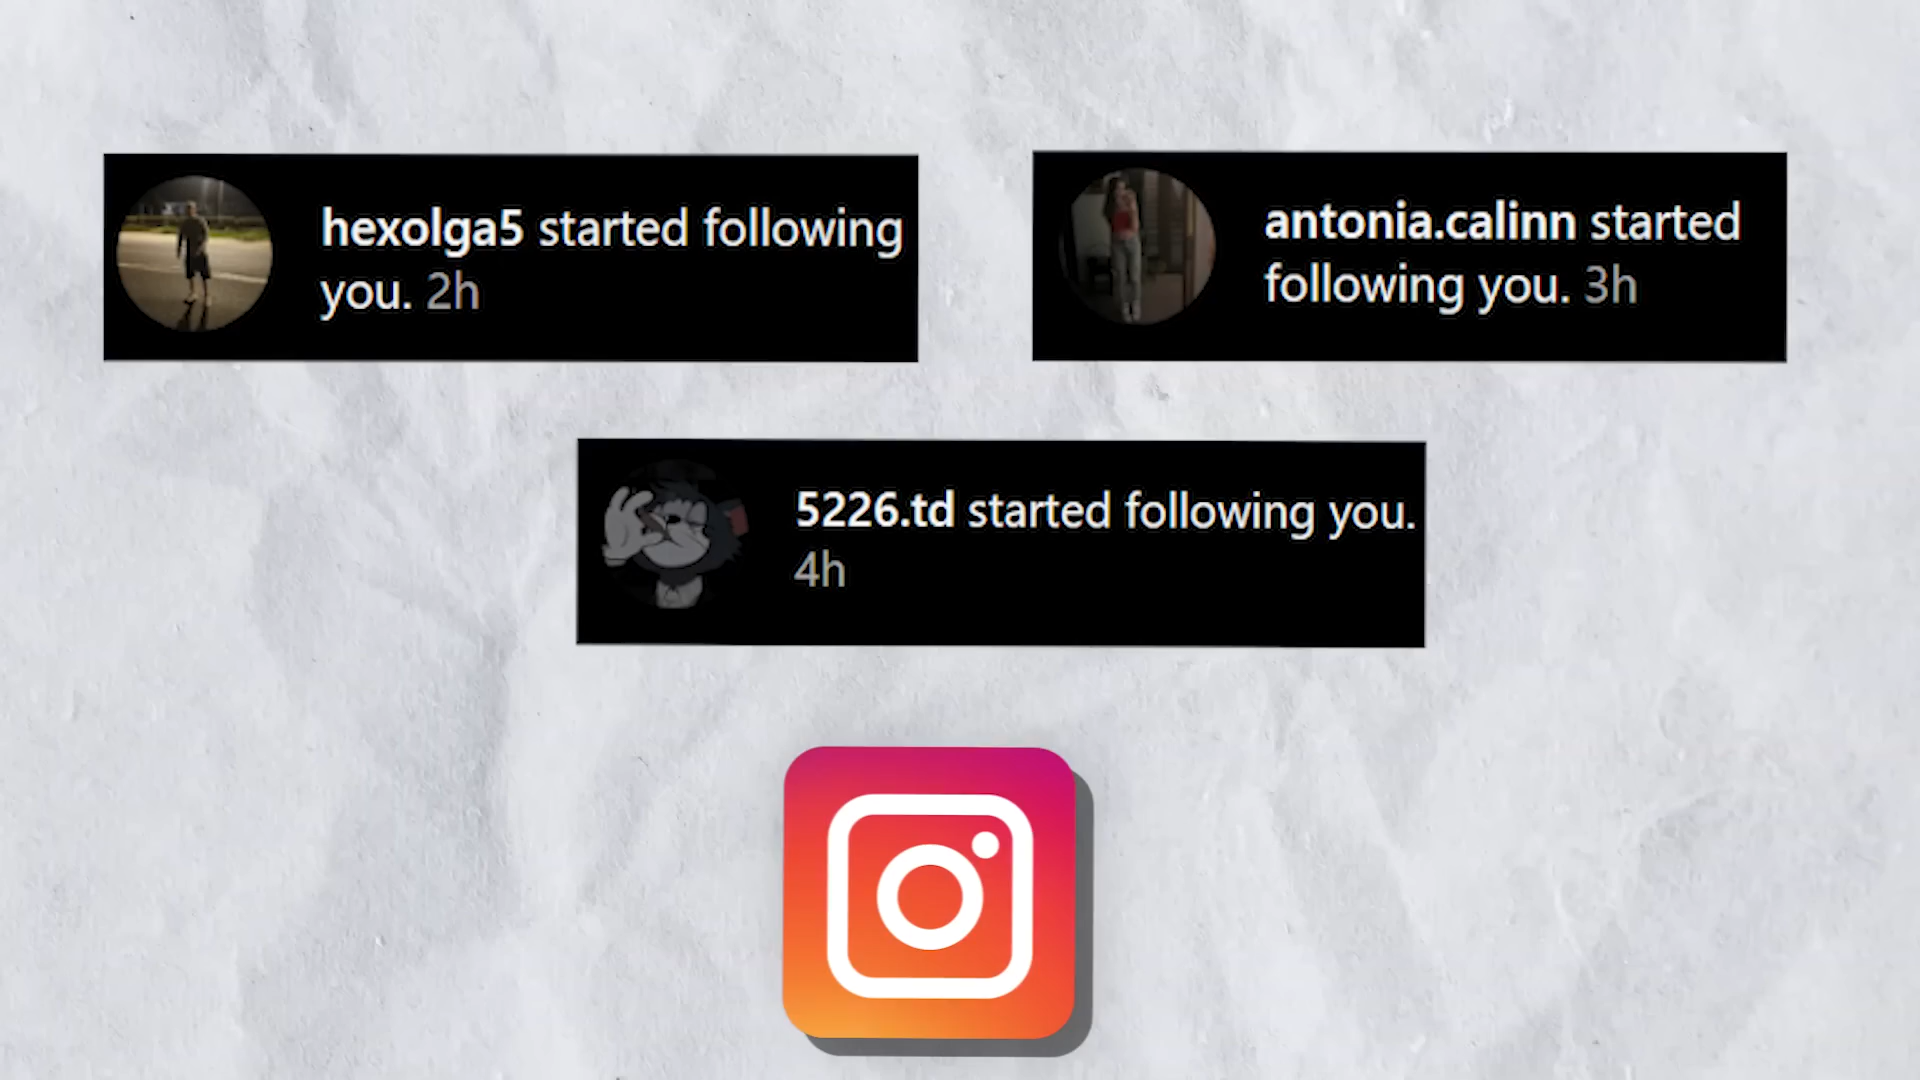 hexolga5 started following
you. 2h
antonia.calinn started
following you. 3h
5226.td started following you.
4h